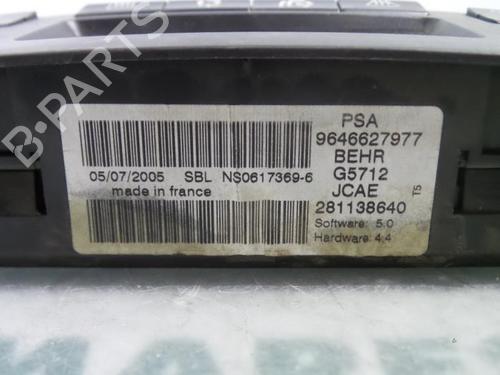 B-PARTS
PSA
9646627977
BEHR
G5712
JCAE
281138640
T5
Software: 5.0
Hardware: 4.4
05/07/2005 SBL NS0617369-6
made in france